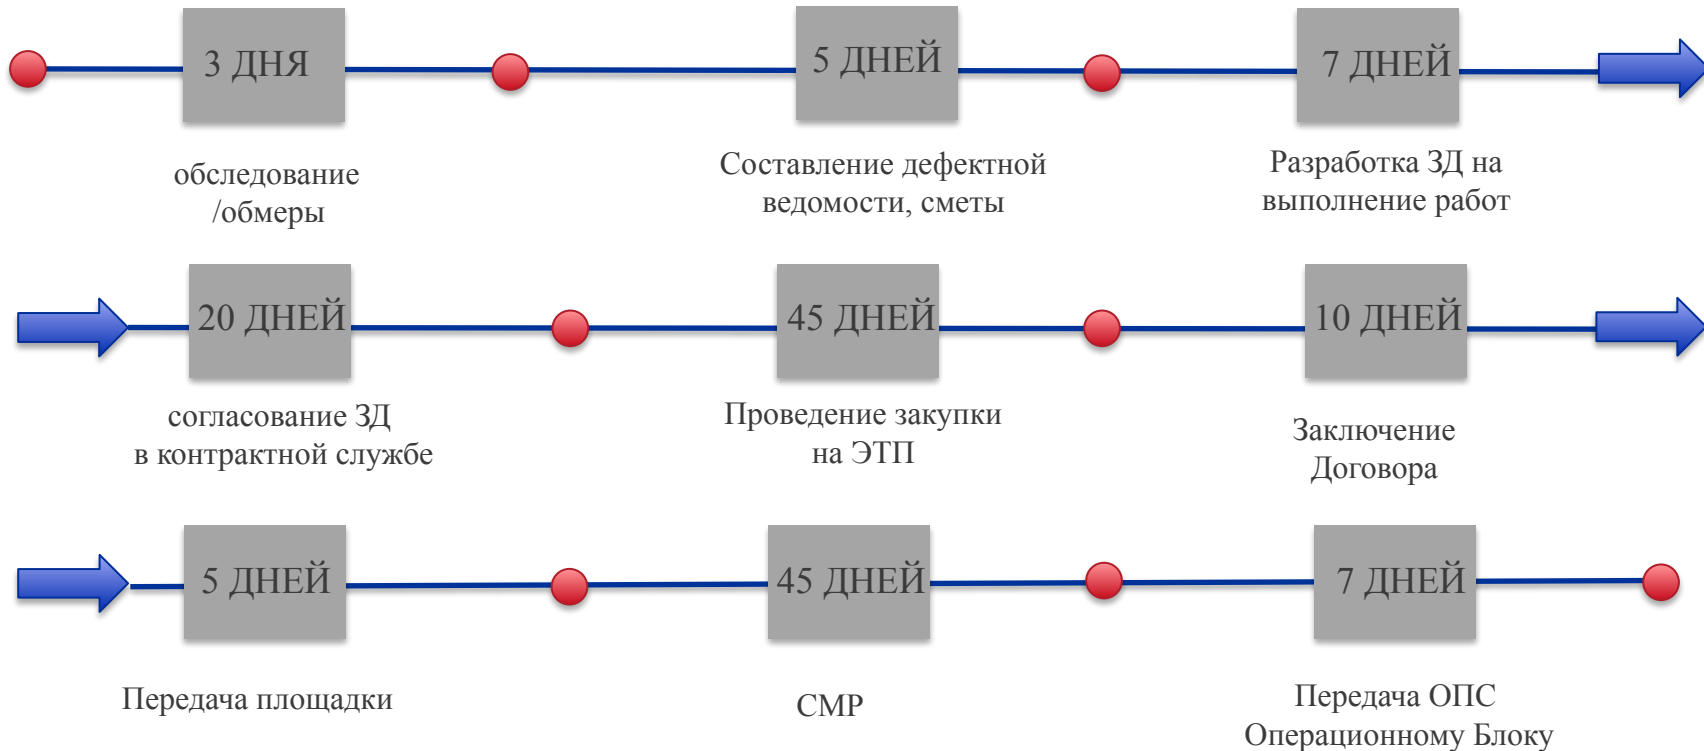 3 ДНЯ
5 ДНЕЙ
7 ДНЕЙ
обследование
/обмеры
Составление дефектной
ведомости, сметы
Разработка ЗД на
выполнение работ
20 ДНЕЙ
45 ДНЕЙ
10 ДНЕЙ
согласование ЗД
в контрактной службе
Проведение закупки
на ЭТП
Заключение
Договора
5 ДНЕЙ
45 ДНЕЙ
7 ДНЕЙ
Передача площадки
СМР
Передача ОПС
Операционному Блоку